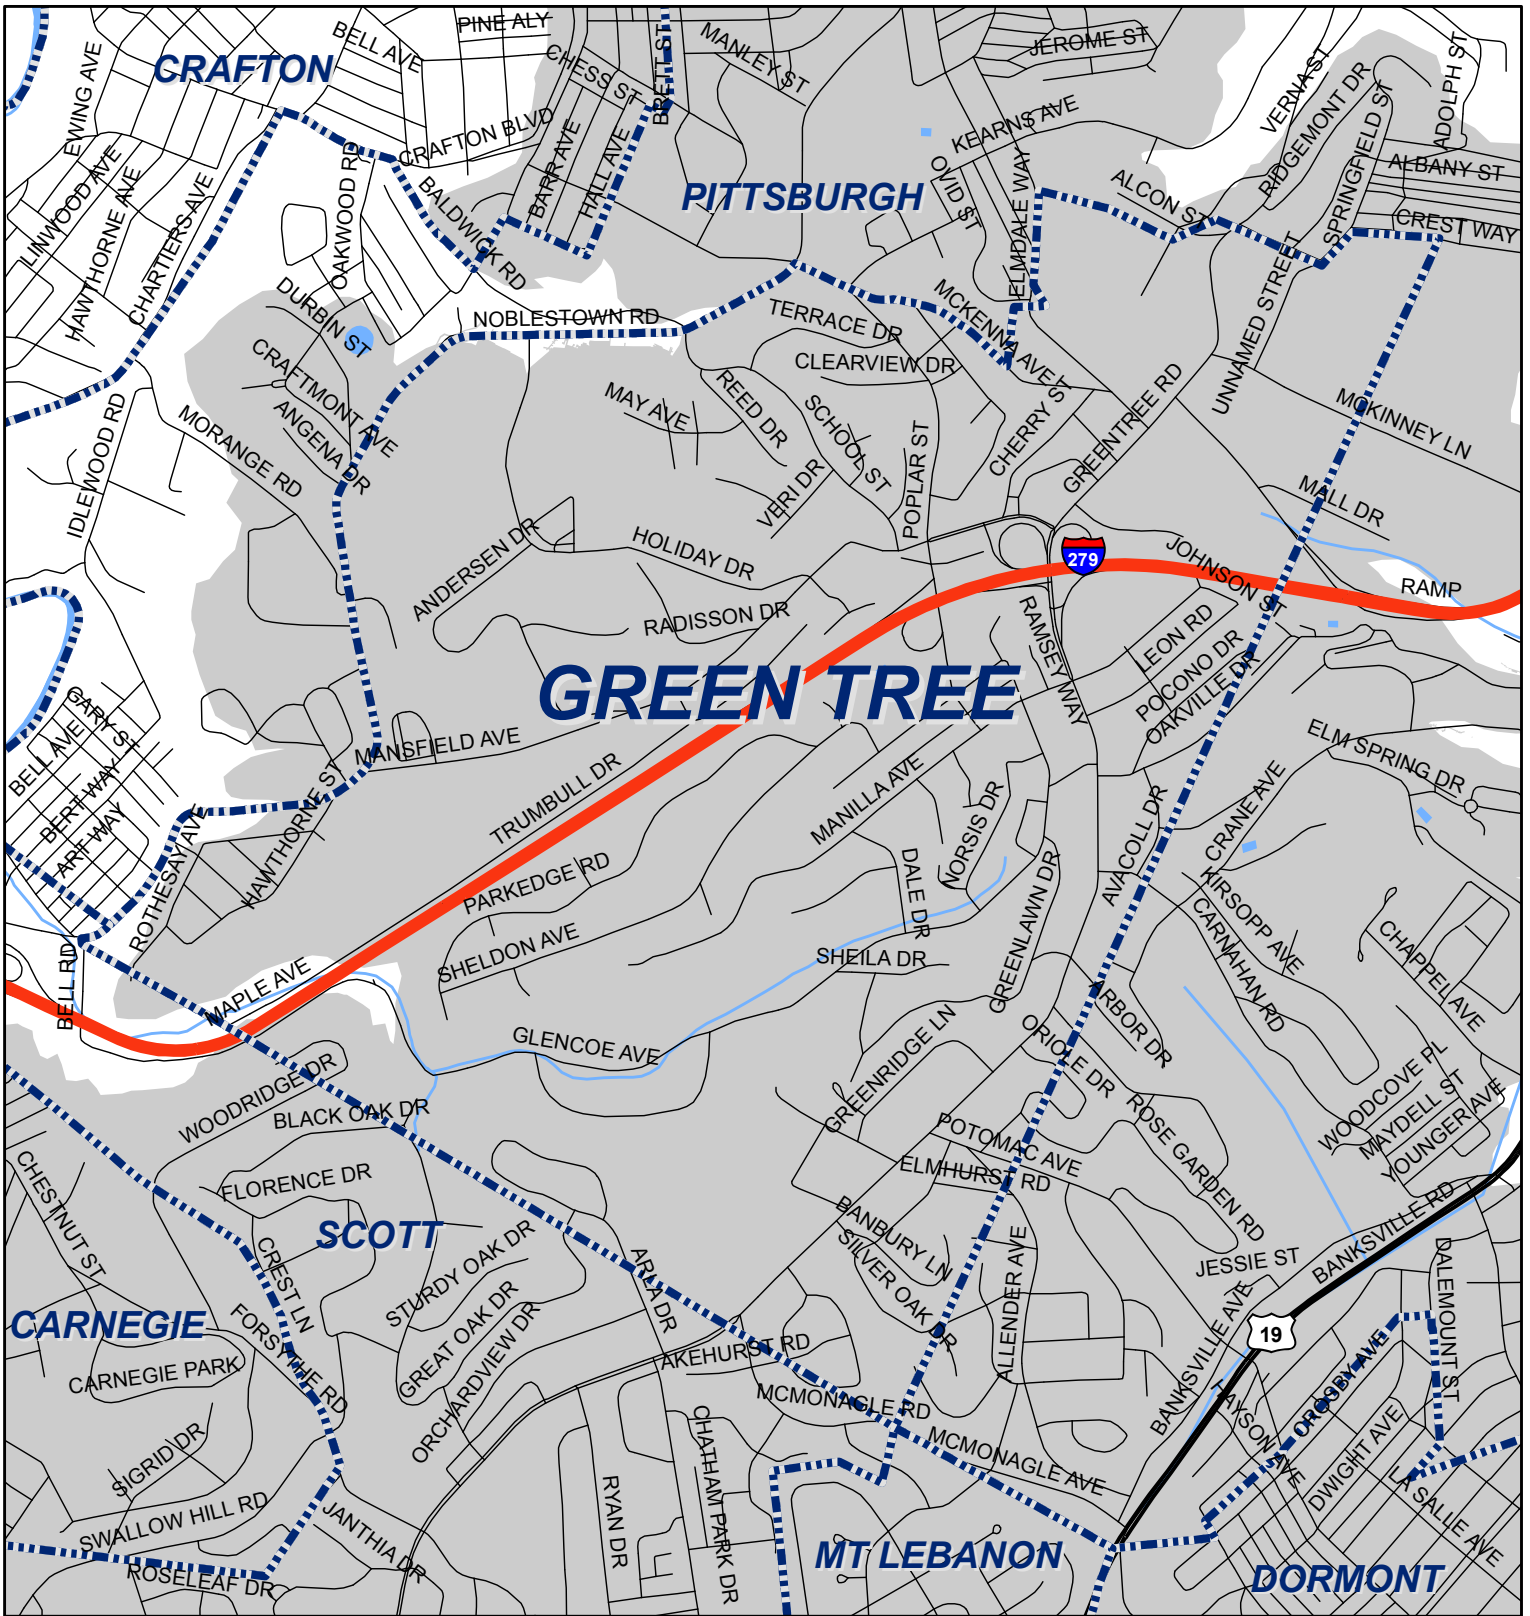 PINE ALY
BELL AVE
CRAFTON
EWING AVE
CHESS ST
BRETT ST
MANLEY ST
JEROME ST
VERNA ST
RIDGEMONT DR
SPRINGFIELD ST
ADOLPH ST
CRAFTON BLVD
KEARNS AVE
LINWOOD AVE
HAWTHORNE AVE
CHARTIERS AVE
OAKWOOD RD
BALDWICK RD
BARR AVE
HALL AVE
PITTSBURGH
OVID ST
ELMDALE WAY
ALCON ST
ALBANY ST
CREST WAY
DURBIN ST
NOBLESTOWN RD
TERRACE DR
MCKENNA AVE
UNNAMED STREET
CRAFTMONT AVE
CLEARVIEW DR
ANGENA DR
MORANGE RD
IDLEWOOD RD
MAY AVE
REED DR
SCHOOL ST
CHERRY ST
GREENTREE RD
MCKINNEY LN
VERI DR
POPLAR ST
MALL DR
ANDERSEN DR
HOLIDAY DR
279
JOHNSON ST
RAMP
RADISSON DR
RAMSEY WAY
LEON RD
POCONO DR
OAKVILLE DR
GREEN TREE
GARY ST
BELL AVE
BERT WAY
ART WAY
MANSFIELD AVE
ELM SPRING DR
TRUMBULL DR
MANILLA AVE
HAWTHORNE ST
ROTHESAY AVE
NORSIS DR
AVACOLL DR
CRANE AVE
PARKEDGE RD
DALE DR
GREENLAWN DR
KIRSOPP AVE
CARNAHAN RD
CHAPPEL AVE
SHELDON AVE
SHEILA DR
BELL RD
MAPLE AVE
GLENCOE AVE
GREENRIDGE LN
ORIOLE DR
ARBOR DR
WOODRIDGE DR
BLACK OAK DR
POTOMAC AVE
ROSE GARDEN RD
WOODCOVE PL
MAYDELL ST
YOUNGER AVE
CHESTNUT ST
FLORENCE DR
ELMHURST RD
SCOTT
BANBURY LN
SILVER OAK DR
ALLENDER AVE
JESSIE ST
BANKSVILLE RD
DALEMOUNT ST
CREST LN
STURDY OAK DR
ARLA DR
CARNEGIE
FORSYTHE RD
GREAT OAK DR
ORCHARDVIEW DR
AKEHURST RD
BANKSVILLE AVE
19
CARNEGIE PARK
MCMONAGLE RD
TAYSON AVE
CROSBY AVE
DWIGHT AVE
LA SALLE AVE
SIGRID DR
CHATHAM PARK DR
MCMONAGLE AVE
RYAN DR
SWALLOW HILL RD
JANTHIA DR
ROSELEAF DR
MT LEBANON
DORMONT